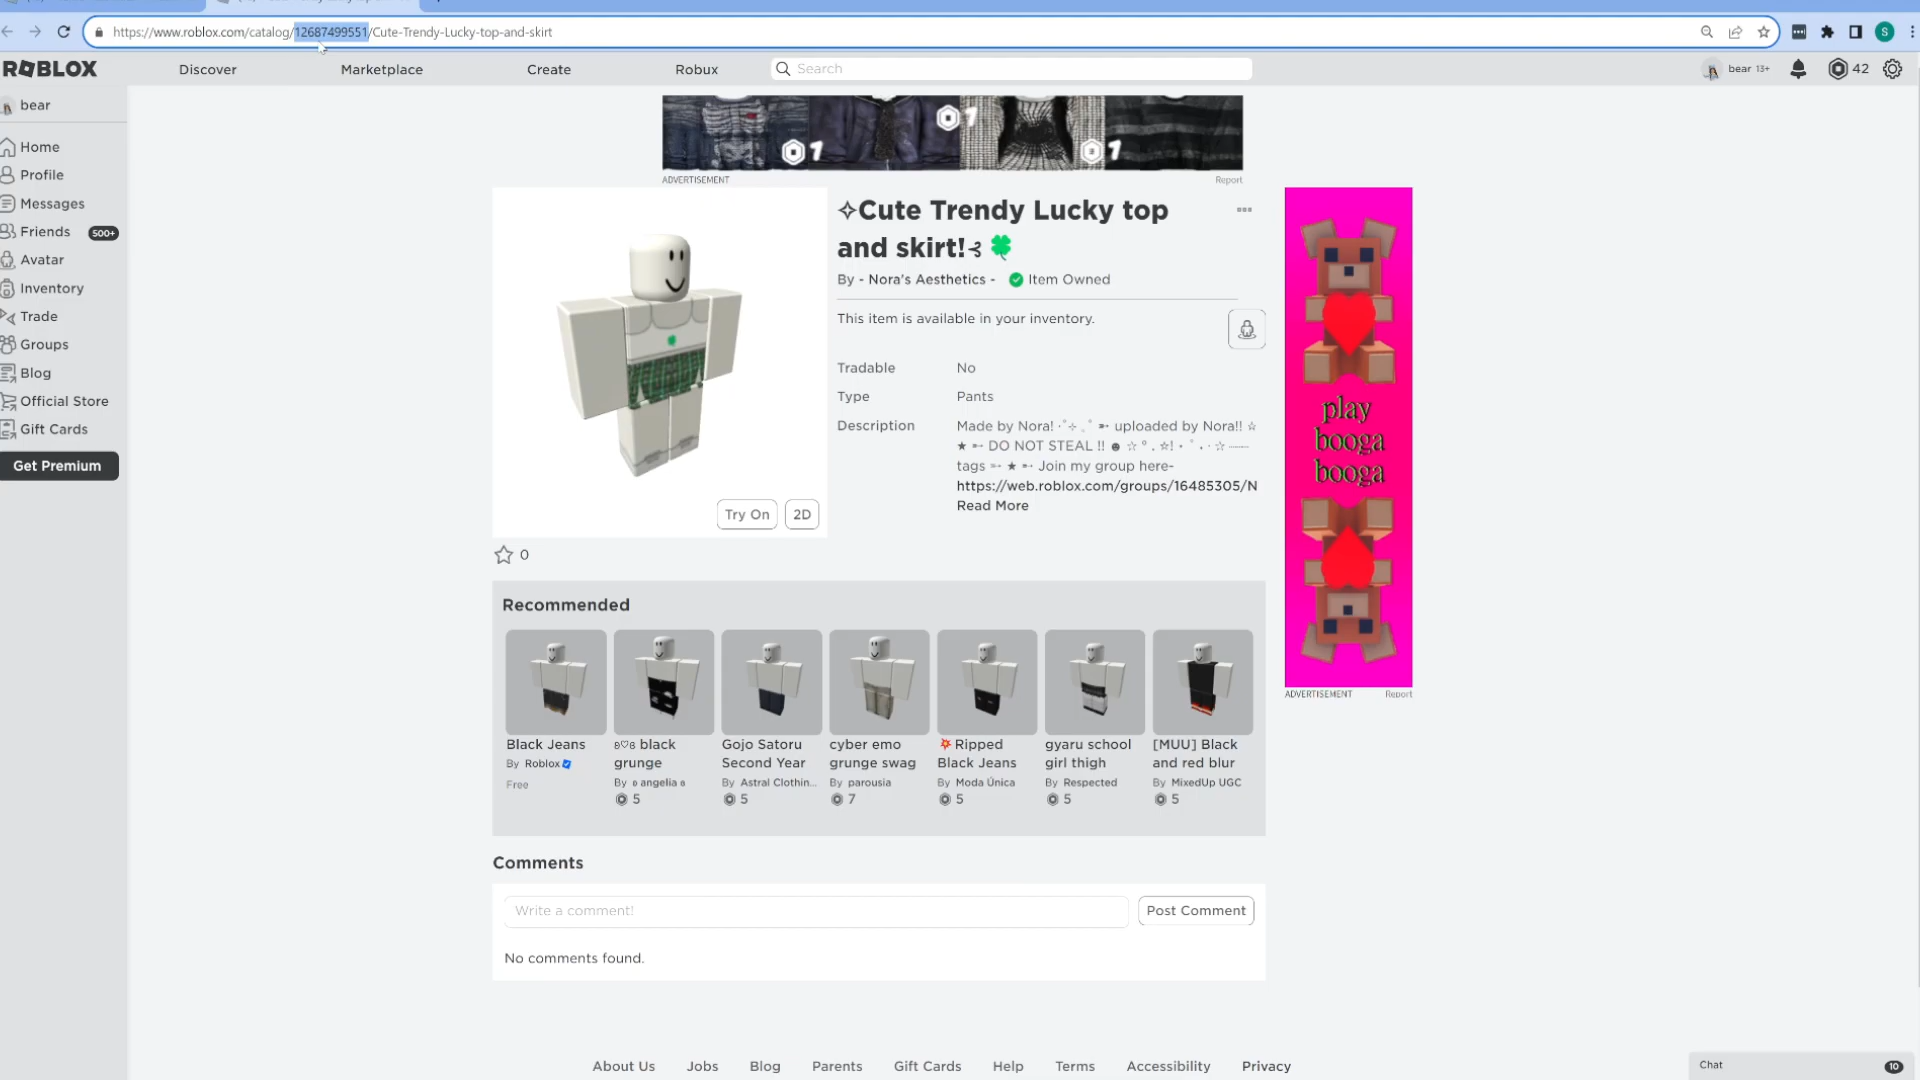 https://www.roblox.com/catalog/12687499551/Cute-Trendy-Lucky-top-and-skirt
S
ROBLOX
Discover
Marketplace
Create
Robux
Search
bear 13+
42
bear
Home
Profile
Messages
Friends 500+
Avatar
Inventory
Trade
Groups
Blog
Official Store
Gift Cards
Get Premium
1
1
1
ADVERTISEMENT
Report
✧Cute Trendy Lucky top
and skirt!🍀
By - Nora's Aesthetics - Item Owned
This item is available in your inventory.
Tradable No
Type Pants
Description Made by Nora! uploaded by Nora!! ☆
★ DO NOT STEAL !! ☻ ☆
tags ★ Join my group here-
https://web.roblox.com/groups/16485305/N
Read More
Try On
2D
0
play
booga
booga
ADVERTISEMENT
Report
Recommended
Black Jeans
By Roblox
Free
ʚ♡ɞ black
grunge
By ʚ angelia ɞ
5
Gojo Satoru
Second Year
By Astral Clothin...
5
cyber emo
grunge swag
By parousia
7
💥 Ripped
Black Jeans
By Moda Única
5
gyaru school
girl thigh
By Respected
5
[MUU] Black
and red blur
By MixedUp UGC
5
Comments
Write a comment!
Post Comment
No comments found.
About Us
Jobs
Blog
Parents
Gift Cards
Help
Terms
Accessibility
Privacy
Chat
10